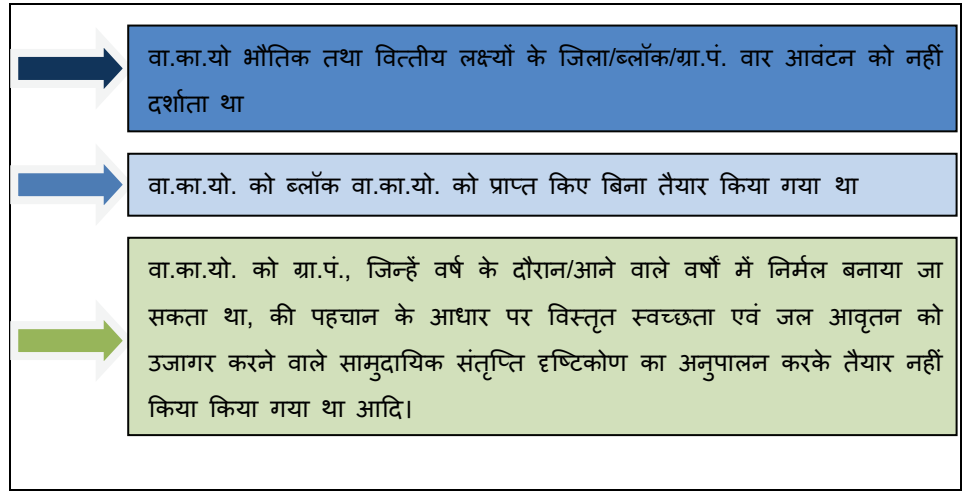 वा.का.यो भौतिक तथा वित्तीय लक्ष्यों के जिला/ब्लॉक/ग्रा.पं. वार आवंटन को नहीं
दर्शाता था
वा.का.यो. को ब्लॉक वा.का.यो. को प्राप्त किए बिना तैयार किया गया था
वा.का.यो. को ग्रा.पं., जिन्हें वर्ष के दौरान/आने वाले वर्षों में निर्मल बनाया जा
सकता था, की पहचान के आधार पर विस्तृत स्वच्छता एवं जल आवृतन को
उजागर करने वाले सामुदायिक संतृप्ति दृष्टिकोण का अनुपालन करके तैयार नहीं
किया किया गया था आदि।